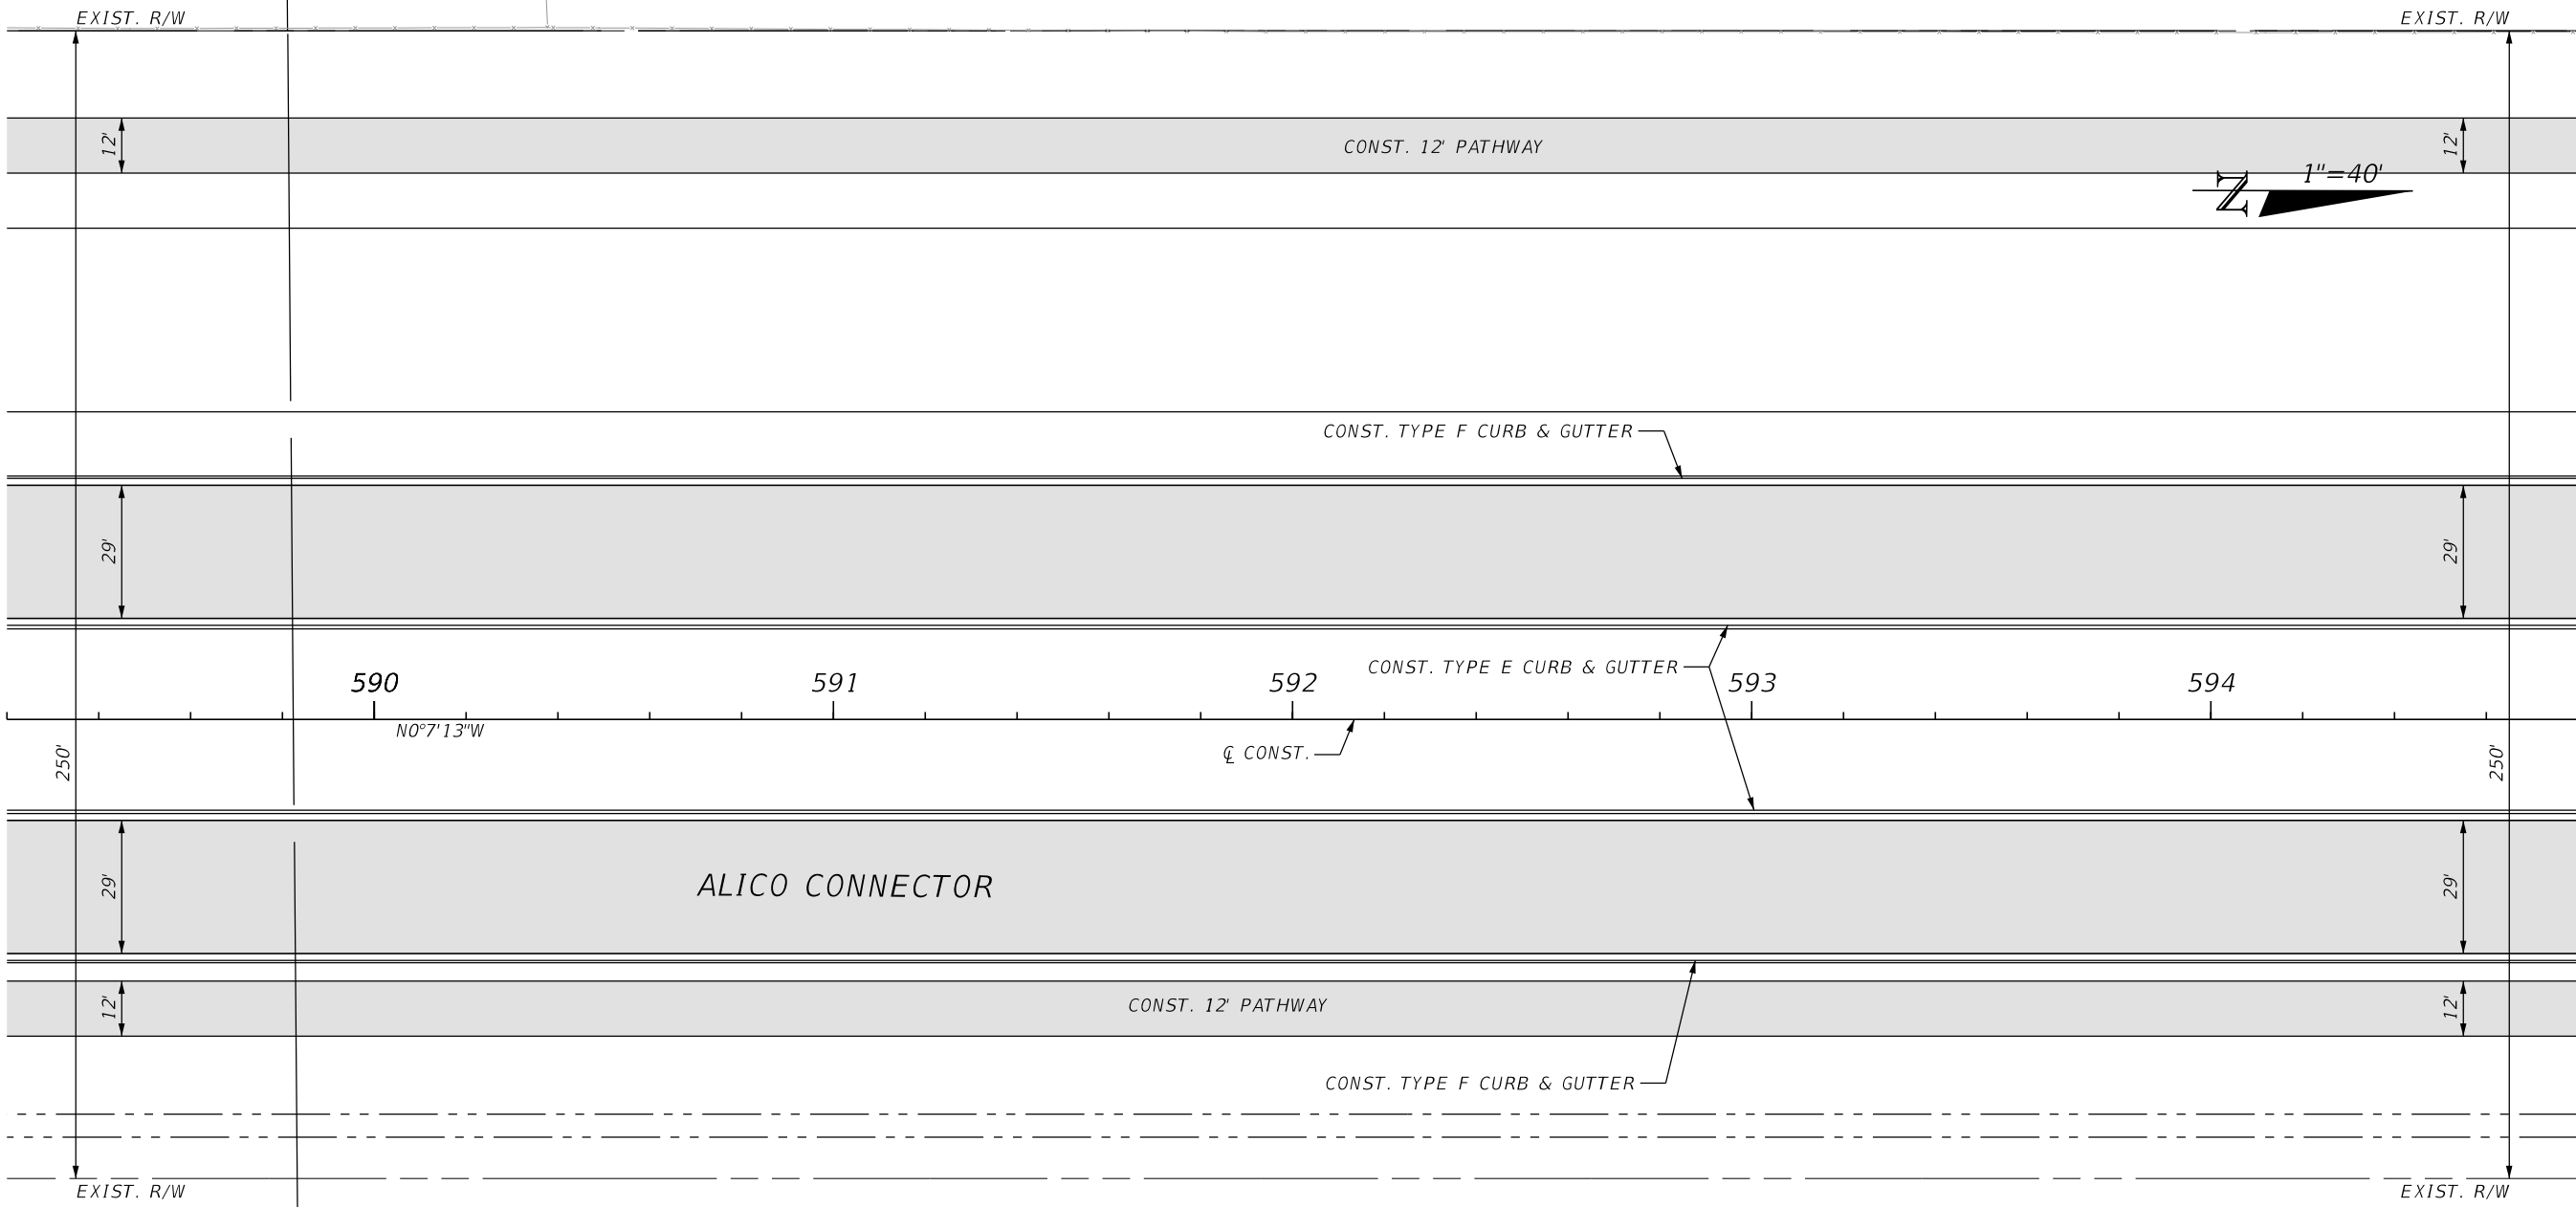 EXIST. R/W
EXIST. R/W
12'
CONST. 12' PATHWAY
12'
N
1"=40'
CONST. TYPE F CURB & GUTTER
29'
29'
CONST. TYPE E CURB & GUTTER
590
591
592
593
594
N0°7'13"W
250'
℄ CONST.
250'
29'
ALICO CONNECTOR
29'
12'
CONST. 12' PATHWAY
12'
CONST. TYPE F CURB & GUTTER
EXIST. R/W
EXIST. R/W